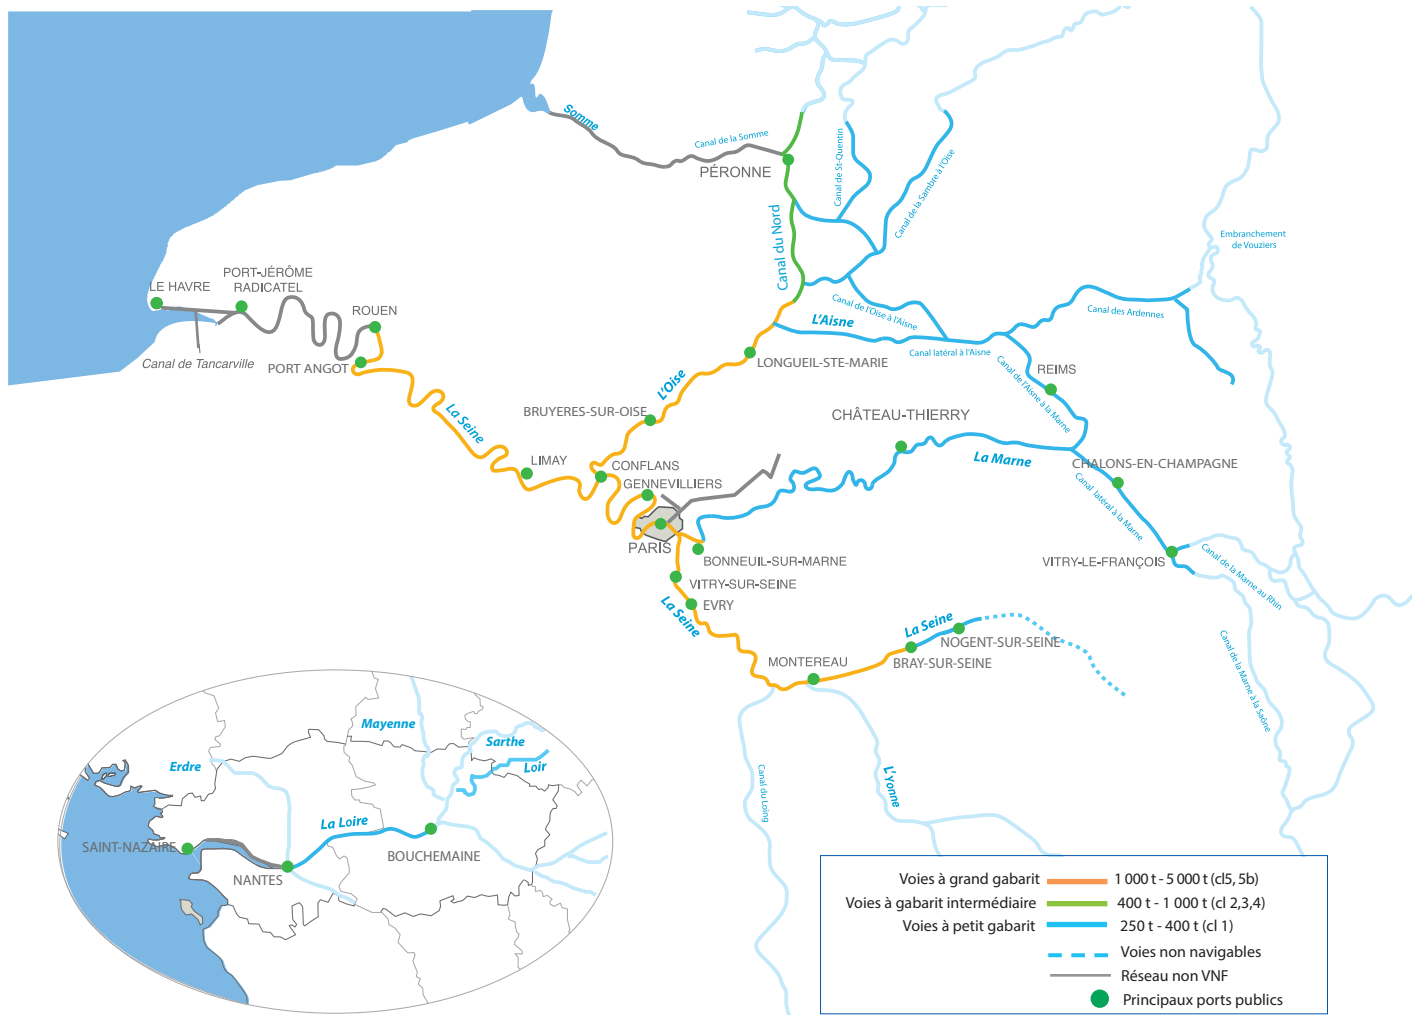 Somme
Canal de la Somme
PÉRONNE
Canal de St-Quentin
Canal de la Sambre à l'Oise
Canal du Nord
Embranchement
de Vouziers
LE HAVRE
PORT-JÉRÔME
RADICATEL
ROUEN
Canal de Tancarville
PORT ANGOT
L'Aisne
Canal de l'Oise à l'Aisne
Canal latéral à l'Aisne
Canal des Ardennes
LONGUEIL-STE-MARIE
REIMS
Canal de l'Aisne à la Marne
L'Oise
BRUYERES-SUR-OISE
La Seine
CHÂTEAU-THIERRY
LIMAY
CONFLANS
GENNEVILLIERS
La Marne
CHALONS-EN-CHAMPAGNE
Canal latéral à la Marne
PARIS
BONNEUIL-SUR-MARNE
VITRY-LE-FRANÇOIS
Canal de la Marne au Rhin
VITRY-SUR-SEINE
EVRY
La Seine
La Seine
NOGENT-SUR-SEINE
BRAY-SUR-SEINE
MONTEREAU
Canal de la Marne à la Saône
Canal du Loing
L'Yonne
Mayenne
Sarthe
Loir
Erdre
La Loire
SAINT-NAZAIRE
NANTES
BOUCHEMAINE
Voies à grand gabarit 1 000 t - 5 000 t (cl5, 5b)
Voies à gabarit intermédiaire 400 t - 1 000 t (cl 2,3,4)
Voies à petit gabarit 250 t - 400 t (cl 1)
Voies non navigables
Réseau non VNF
Principaux ports publics